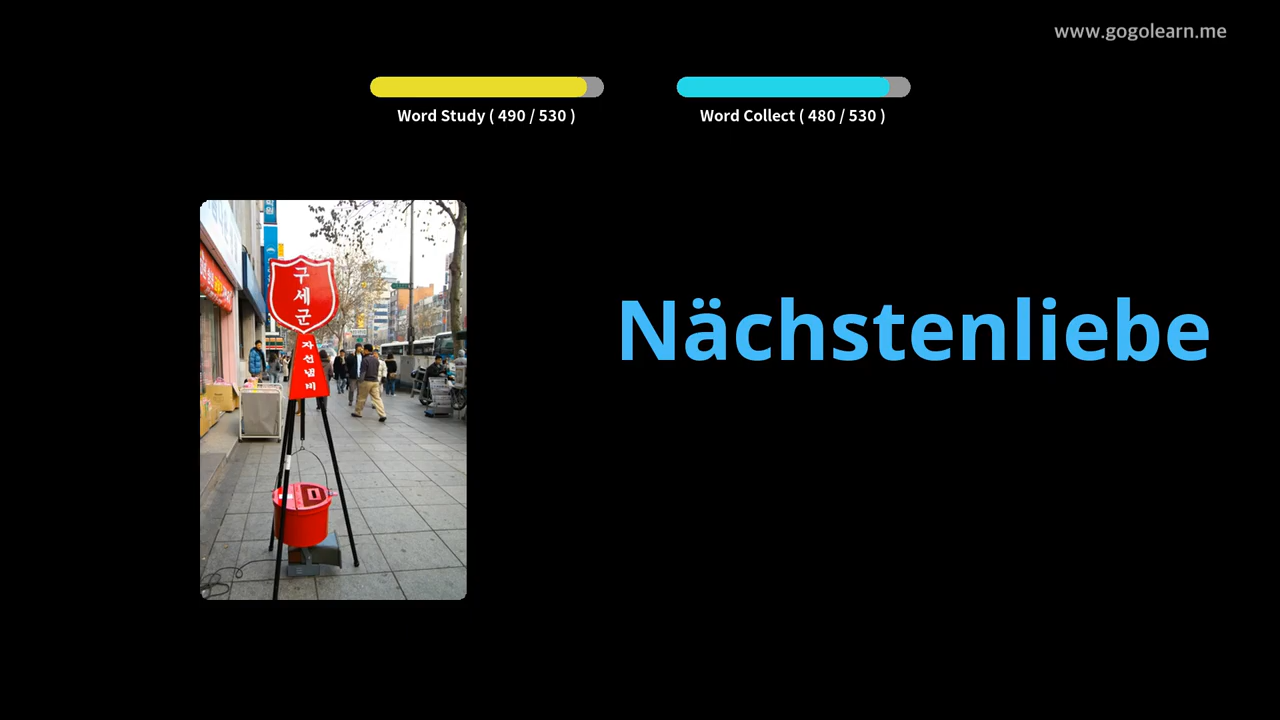 www.gogolearn.me
Word Study ( 490 / 530 )
Word Collect ( 480 / 530 )
구세군
자선냄비
Nächstenliebe